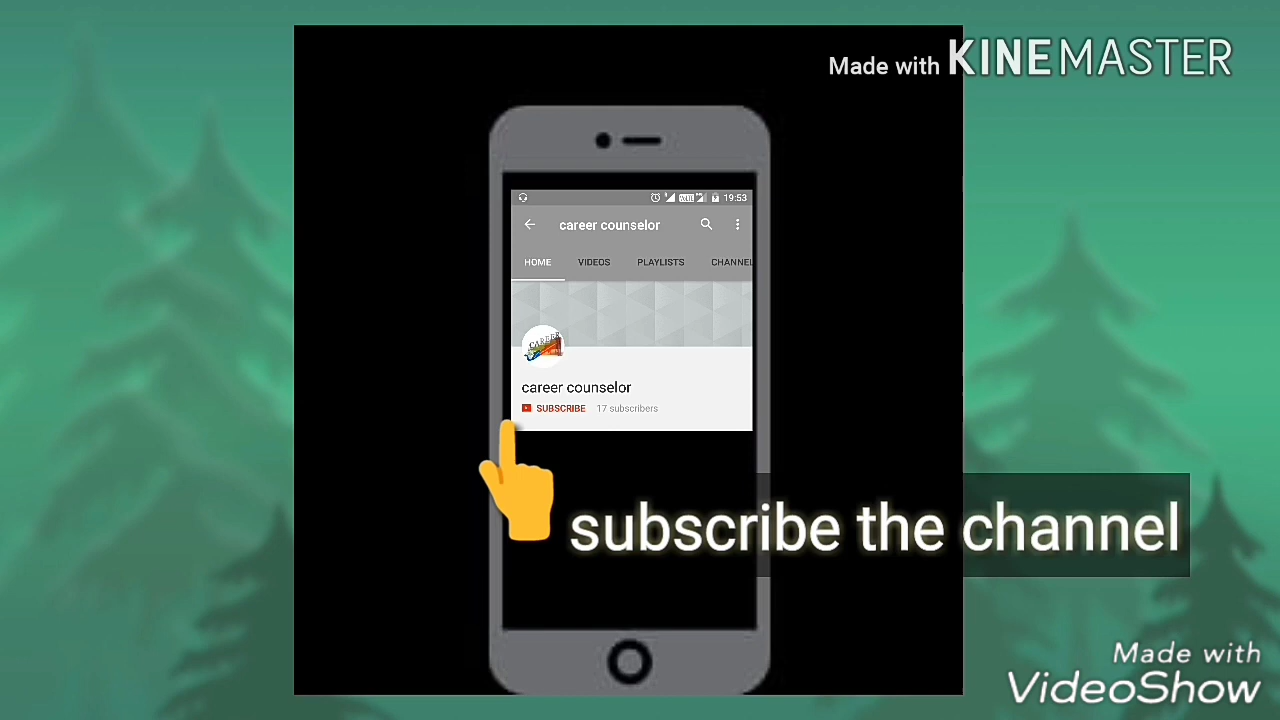 Made with KINEMASTER
19:53
career counselor
HOME VIDEOS PLAYLISTS CHANNEL
CAREER
career counselor
SUBSCRIBE 17 subscribers
subscribe the channel
Made with
VideoShow